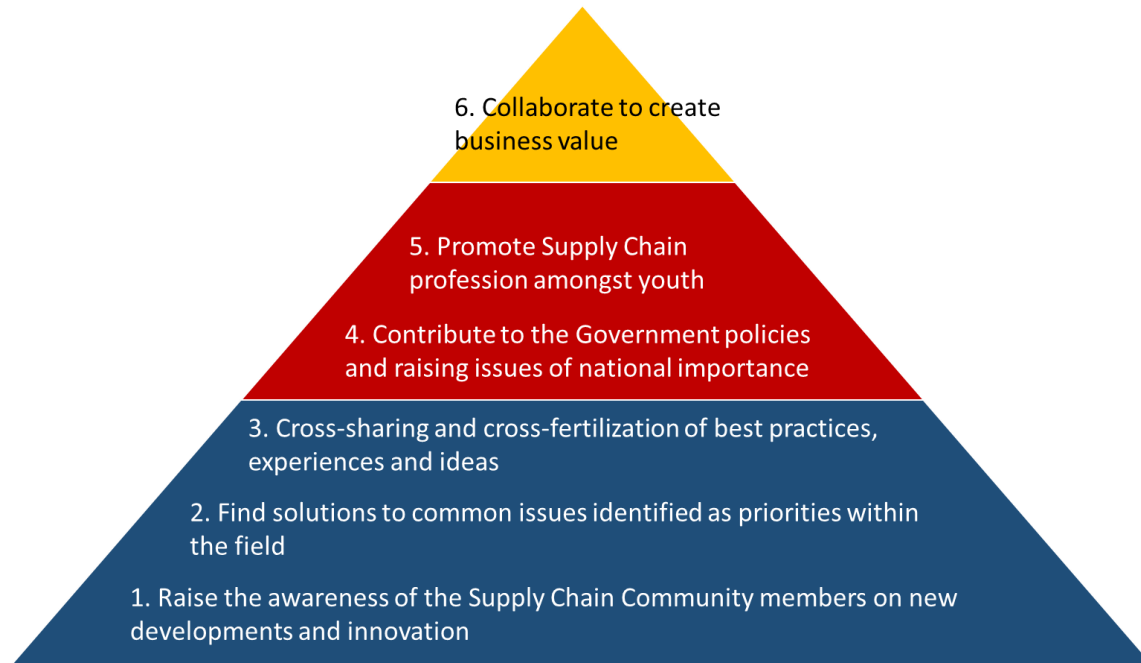 6. Collaborate to create
business value
5. Promote Supply Chain
profession amongst youth
4. Contribute to the Government policies
and raising issues of national importance
3. Cross-sharing and cross-fertilization of best practices,
experiences and ideas
2. Find solutions to common issues identified as priorities within
the field
1. Raise the awareness of the Supply Chain Community members on new
developments and innovation